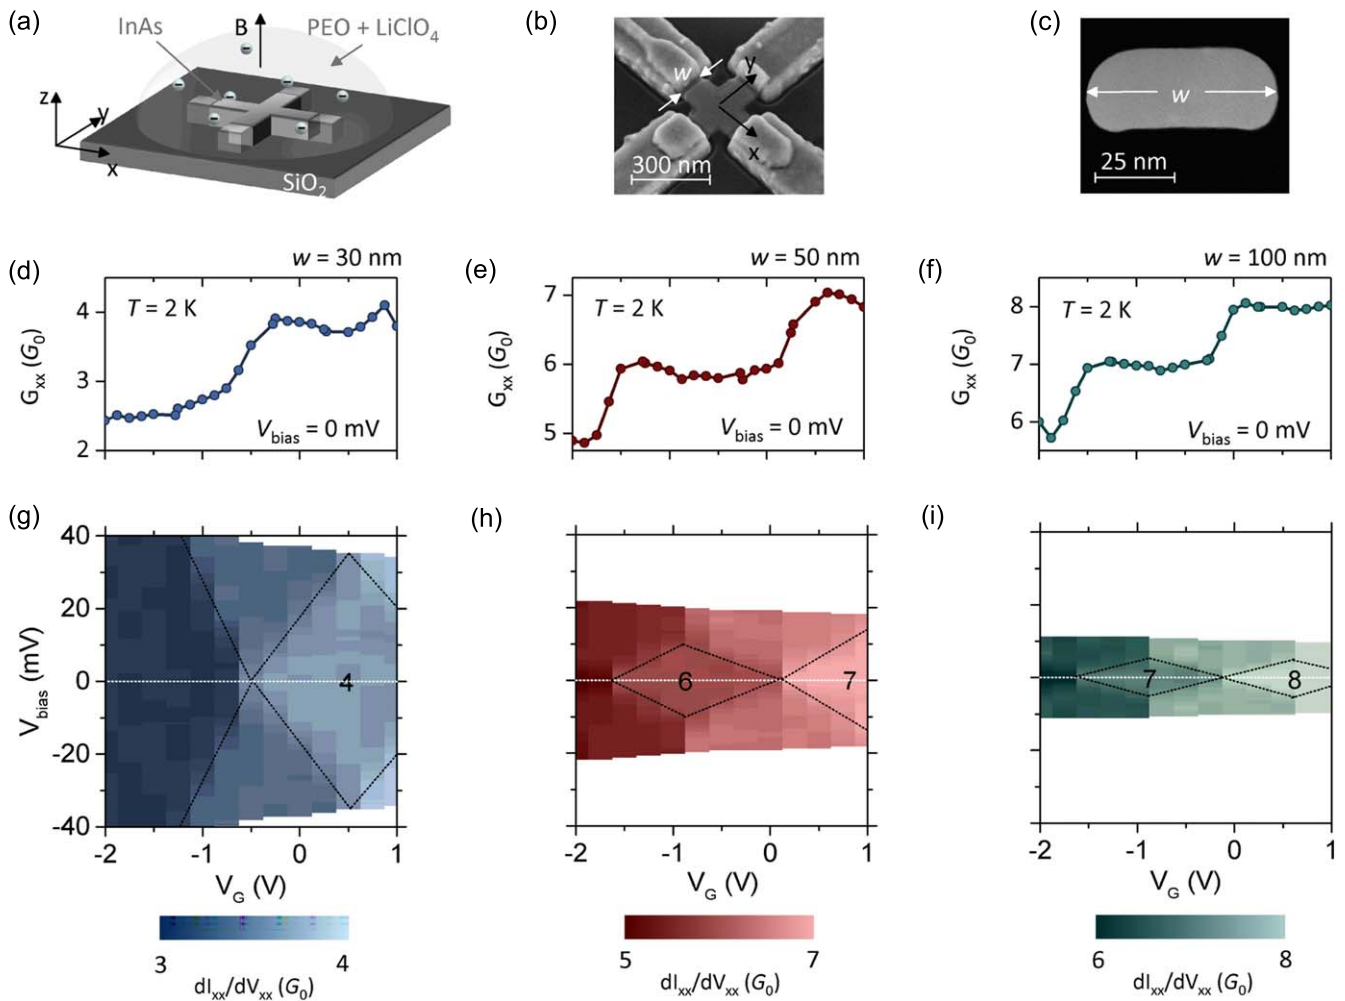 (a)
InAs
B
PEO + LiClO₄
z
y
x
SiO₂
(b)
w
y
x
300 nm
(c)
w
25 nm
(d)
w = 30 nm
T = 2 K
Gxx (G₀)
4
3
2
Vbias = 0 mV
(e)
w = 50 nm
T = 2 K
Gxx (G₀)
7
6
5
Vbias = 0 mV
(f)
w = 100 nm
T = 2 K
Gxx (G₀)
8
7
6
Vbias = 0 mV
(g)
Vbias (mV)
40
20
0
-20
-40
4
-2 -1 0 1
VG (V)
3 4
dIxx/dVxx (G₀)
(h)
6 7
-2 -1 0 1
VG (V)
5 7
dIxx/dVxx (G₀)
(i)
7 8
-2 -1 0 1
VG (V)
6 8
dIxx/dVxx (G₀)